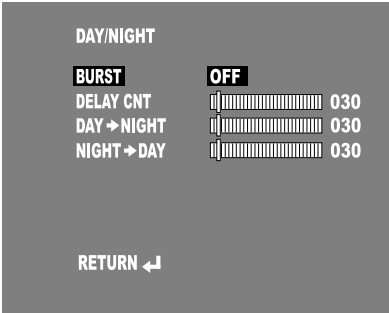 DAY/NIGHT
BURST OFF
DELAY CNT 030
DAY➔NIGHT 030
NIGHT➔DAY 030
RETURN ↵